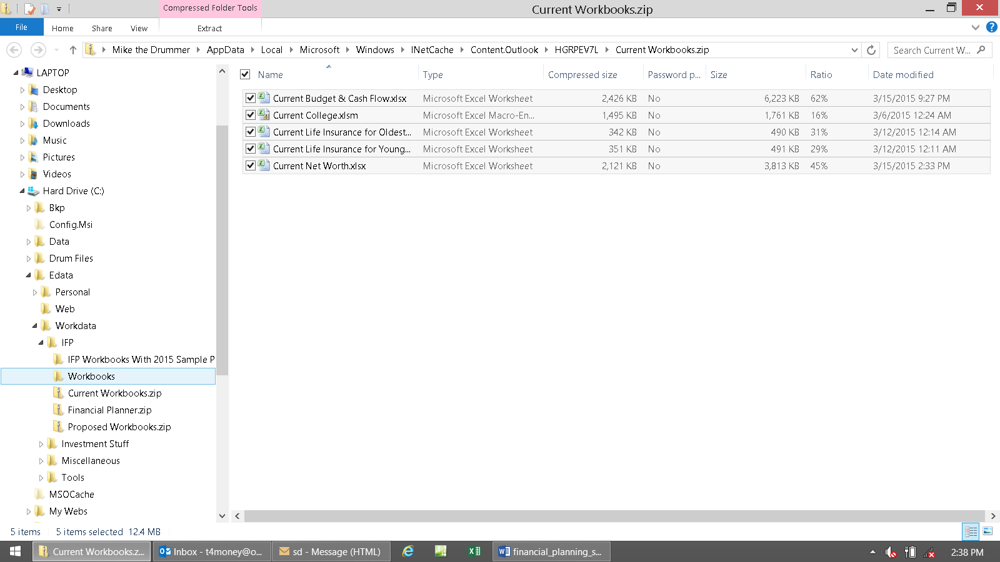 Compressed Folder Tools
Current Workbooks.zip
File Home Share View Extract
Mike the Drummer AppData Local Microsoft Windows INetCache Content.Outlook HGRPEV7L Current Workbooks.zip
Search Current W...
LAPTOP
Desktop
Documents
Downloads
Music
Pictures
Videos
Hard Drive (C:)
Bkp
Config.Msi
Data
Drum Files
Edata
Personal
Web
Workdata
IFP
IFP Workbooks With 2015 Sample P
Workbooks
Current Workbooks.zip
Financial Planner.zip
Proposed Workbooks.zip
Investment Stuff
Miscellaneous
Tools
MSOCache
My Webs
Name Type Compressed size Password p... Size Ratio Date modified
Current Budget & Cash Flow.xlsx Microsoft Excel Worksheet 2,426 KB No 6,223 KB 62% 3/15/2015 9:27 PM
Current College.xlsm Microsoft Excel Macro-En... 1,495 KB No 1,761 KB 16% 3/6/2015 12:24 AM
Current Life Insurance for Oldest... Microsoft Excel Worksheet 342 KB No 490 KB 31% 3/12/2015 12:14 AM
Current Life Insurance for Young... Microsoft Excel Worksheet 351 KB No 491 KB 29% 3/12/2015 12:11 AM
Current Net Worth.xlsx Microsoft Excel Worksheet 2,121 KB No 3,813 KB 45% 3/15/2015 2:33 PM
5 items 5 items selected 12.4 MB
Current Workbooks.z... Inbox - t4money@o... sd - Message (HTML) financial_planning_s... 2:38 PM